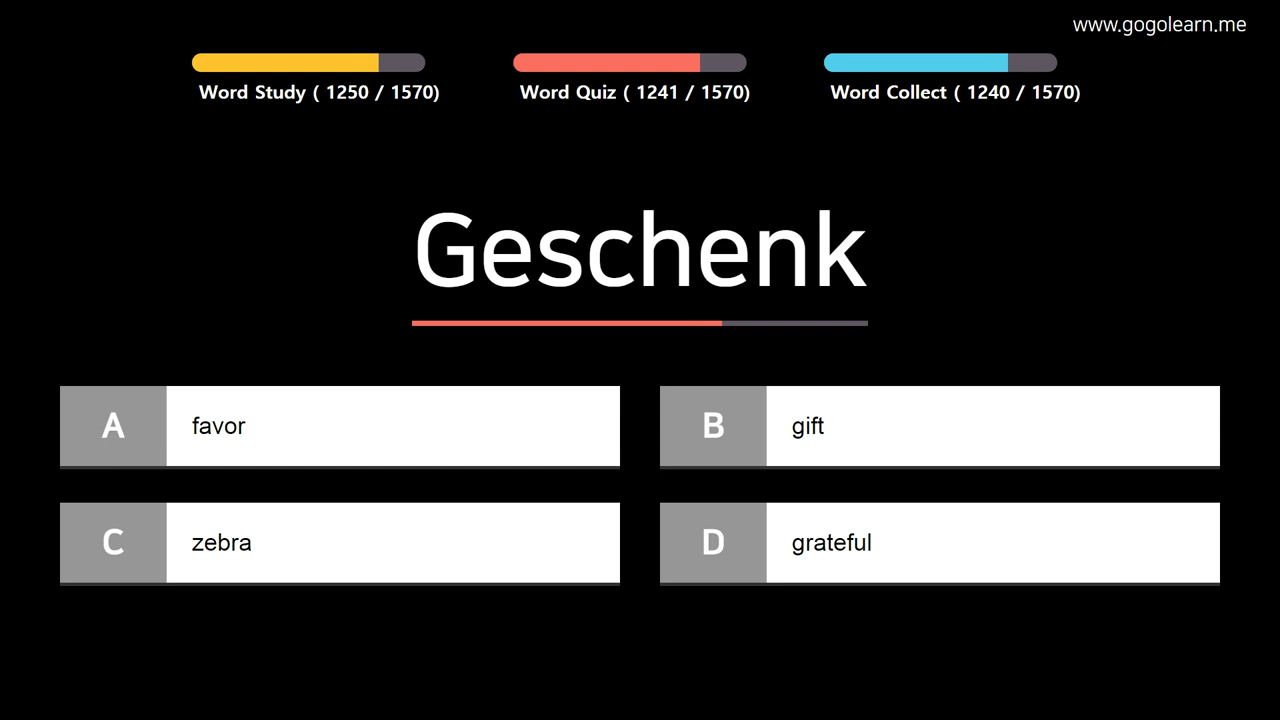 www.gogolearn.me
Word Study ( 1250 / 1570)
Word Quiz ( 1241 / 1570)
Word Collect ( 1240 / 1570)
Geschenk
A favor
B gift
C zebra
D grateful